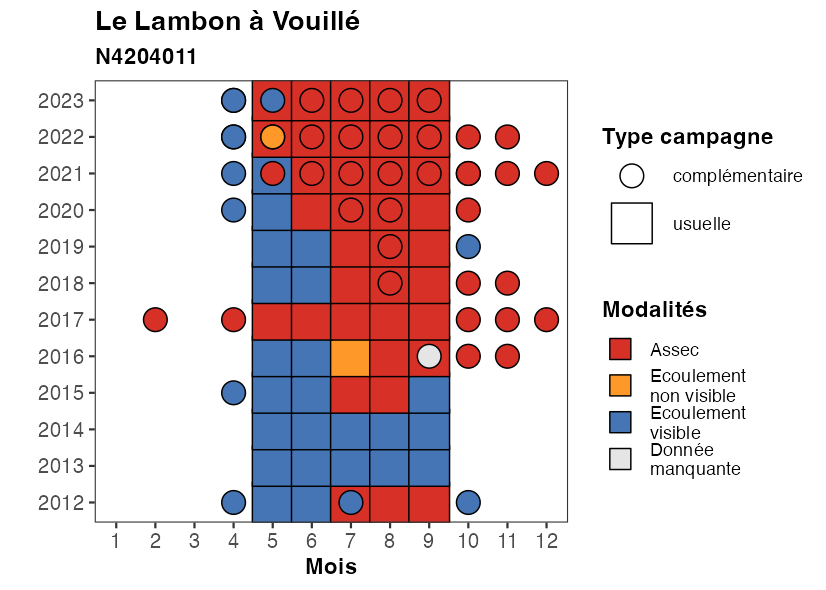 Le Lambon à Vouillé
N4204011
2023
2022
2021
2020
2019
2018
2017
2016
2015
2014
2013
2012
1 2 3 4 5 6 7 8 9 10 11 12
Mois
Type campagne
complémentaire
usuelle
Modalités
Assec
Ecoulement
non visible
Ecoulement
visible
Donnée
manquante